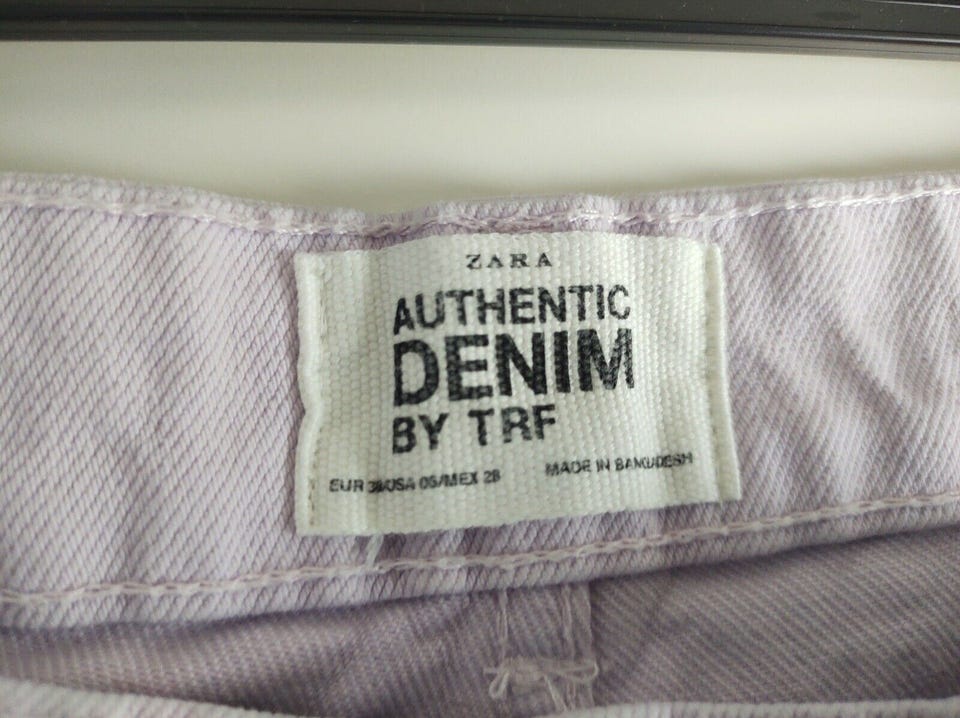 ZARA
AUTHENTIC
DENIM
BY TRF
EUR 38/USA 06/MEX 28 MADE IN BANGLADESH